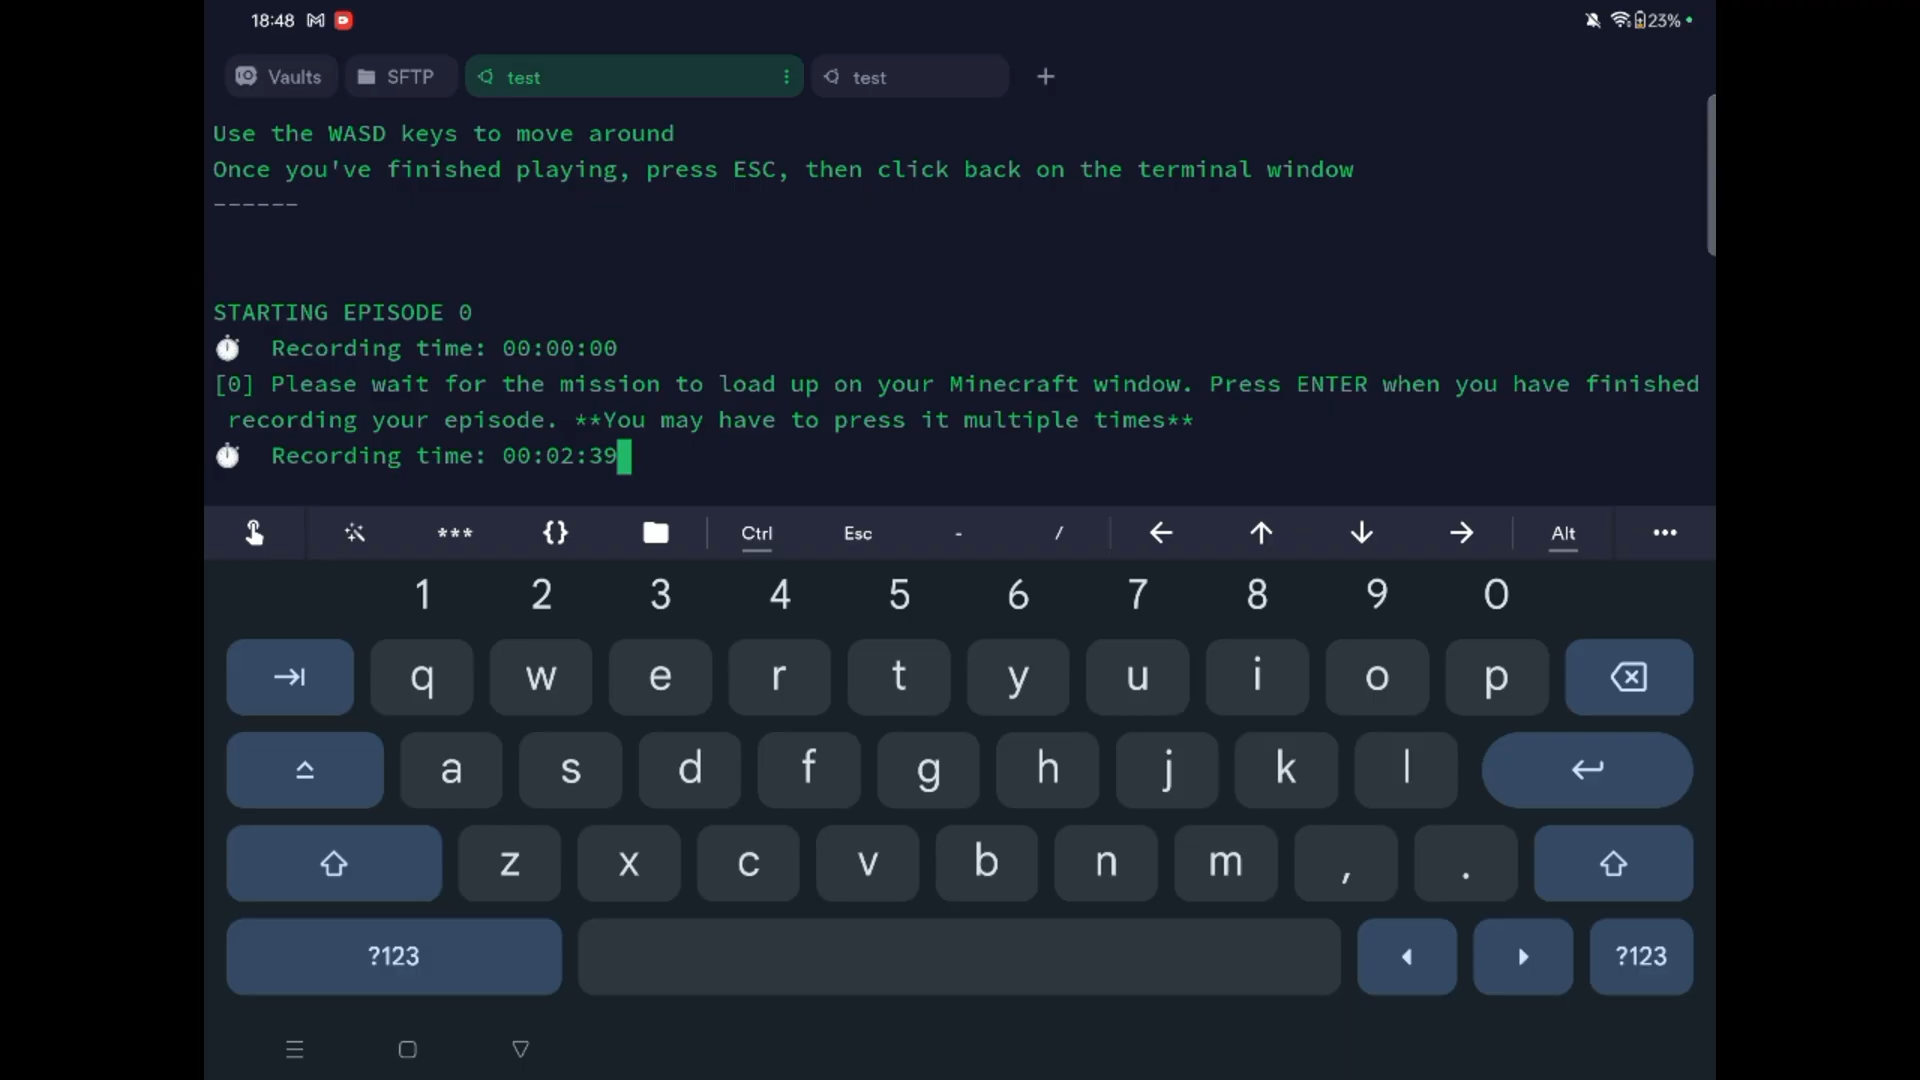 18:48
23%
Vaults
SFTP
test
test
Use the WASD keys to move around
Once you've finished playing, press ESC, then click back on the terminal window
------
STARTING EPISODE 0
Recording time: 00:00:00
[0] Please wait for the mission to load up on your Minecraft window. Press ENTER when you have finished
recording your episode. **You may have to press it multiple times**
Recording time: 00:02:39
*** {} Ctrl Esc - / Alt
1 2 3 4 5 6 7 8 9 0
q w e r t y u i o p
a s d f g h j k l
z x c v b n m , .
?123 ?123